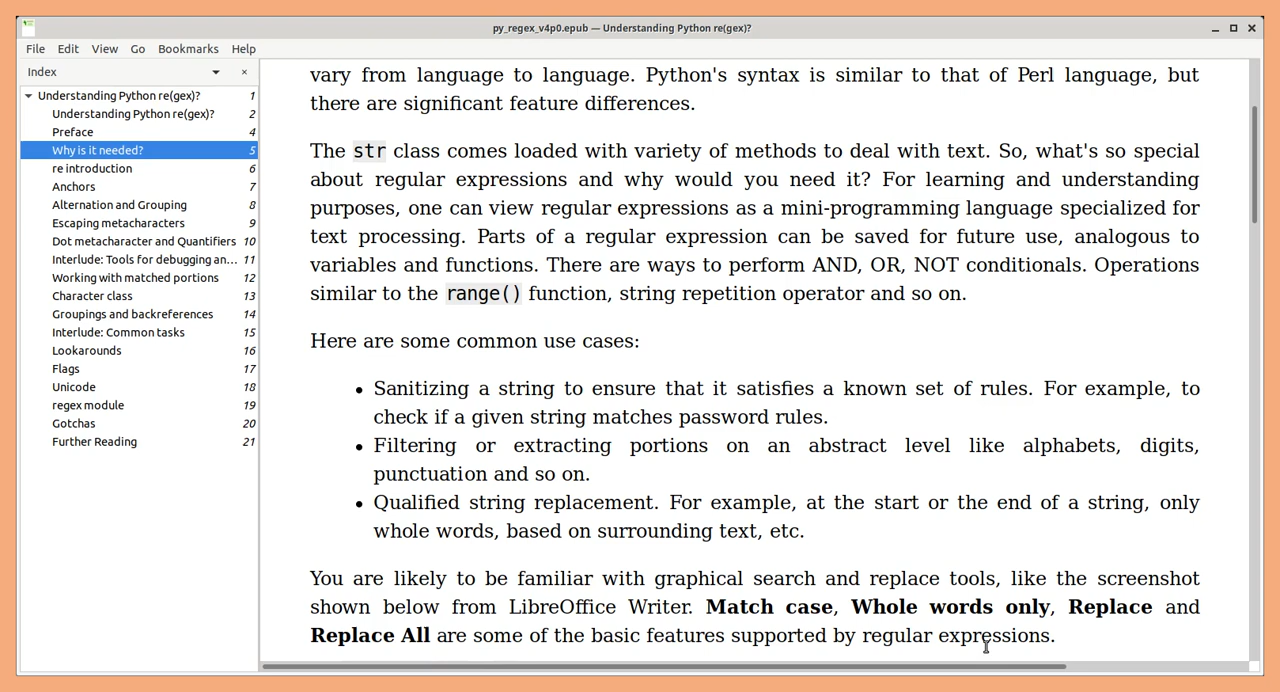 py_regex_v4p0.epub — Understanding Python re(gex)?
File Edit View Go Bookmarks Help
Index
Understanding Python re(gex)? 1
Understanding Python re(gex)? 2
Preface 4
Why is it needed? 5
re introduction 6
Anchors 7
Alternation and Grouping 8
Escaping metacharacters 9
Dot metacharacter and Quantifiers 10
Interlude: Tools for debugging an... 11
Working with matched portions 12
Character class 13
Groupings and backreferences 14
Interlude: Common tasks 15
Lookarounds 16
Flags 17
Unicode 18
regex module 19
Gotchas 20
Further Reading 21
vary from language to language. Python's syntax is similar to that of Perl language, but
there are significant feature differences.
The str class comes loaded with variety of methods to deal with text. So, what's so special
about regular expressions and why would you need it? For learning and understanding
purposes, one can view regular expressions as a mini-programming language specialized for
text processing. Parts of a regular expression can be saved for future use, analogous to
variables and functions. There are ways to perform AND, OR, NOT conditionals. Operations
similar to the range() function, string repetition operator and so on.
Here are some common use cases:
• Sanitizing a string to ensure that it satisfies a known set of rules. For example, to
check if a given string matches password rules.
• Filtering or extracting portions on an abstract level like alphabets, digits,
punctuation and so on.
• Qualified string replacement. For example, at the start or the end of a string, only
whole words, based on surrounding text, etc.
You are likely to be familiar with graphical search and replace tools, like the screenshot
shown below from LibreOffice Writer. Match case, Whole words only, Replace and
Replace All are some of the basic features supported by regular expressions.